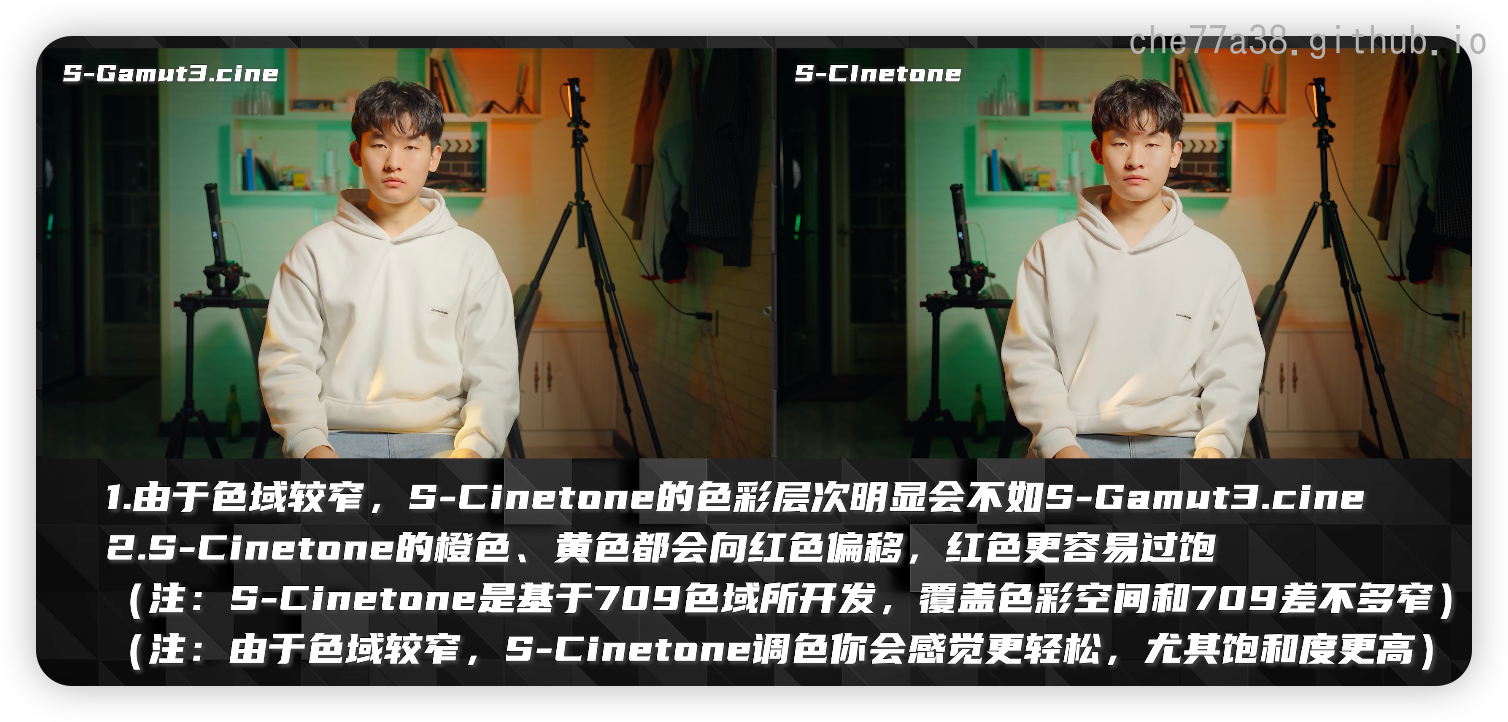 che77a38.github.io
S-Gamut3.cine
S-CInetone
1.由于色域较窄，S-Cinetone的色彩层次明显会不如S-Gamut3.cine
2.S-Cinetone的橙色、黄色都会向红色偏移，红色更容易过饱
（注：S-Cinetone是基于709色域所开发，覆盖色彩空间和709差不多窄）
（注：由于色域较窄，S-Cinetone调色你会感觉更轻松，尤其饱和度更高）